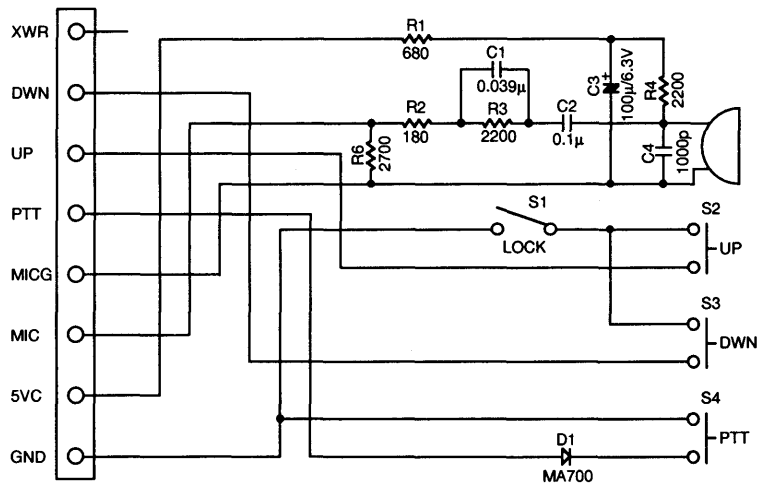 XWR
DWN
UP
PTT
MICG
MIC
5VC
GND
R1
680
C1
0.039µ
R2
180
R3
2200
C2
0.1µ
R6
2700
C3
+
100µ/6.3V
R4
2200
C4
1000p
S1
LOCK
S2
UP
S3
DWN
S4
PTT
D1
MA700